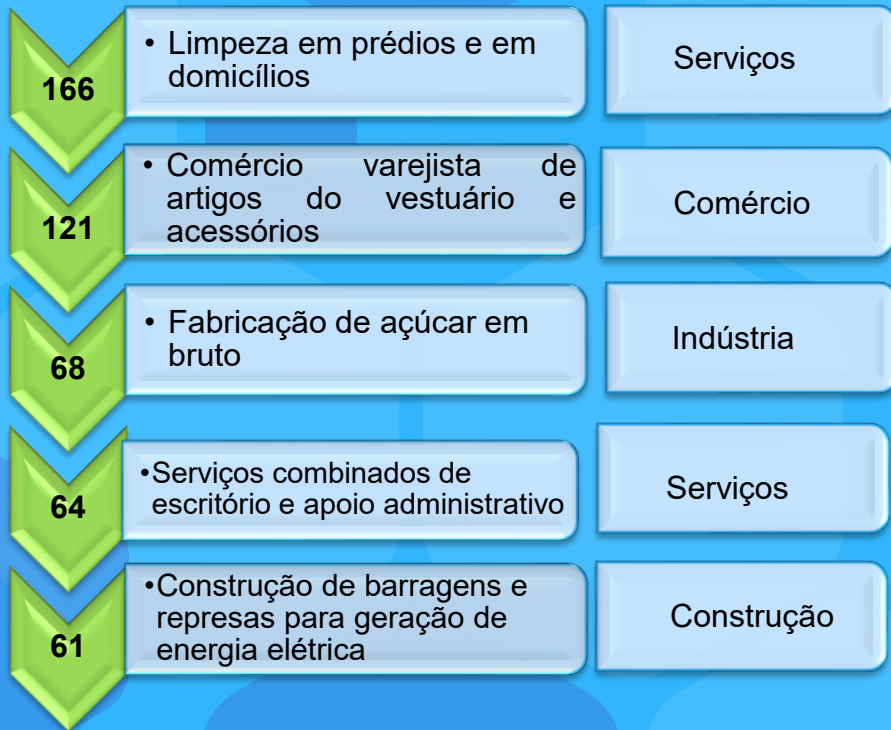 166
• Limpeza em prédios e em
domicílios
Serviços
121
• Comércio varejista de
artigos do vestuário e
acessórios
Comércio
68
• Fabricação de açúcar em
bruto
Indústria
64
•Serviços combinados de
escritório e apoio administrativo
Serviços
61
•Construção de barragens e
represas para geração de
energia elétrica
Construção